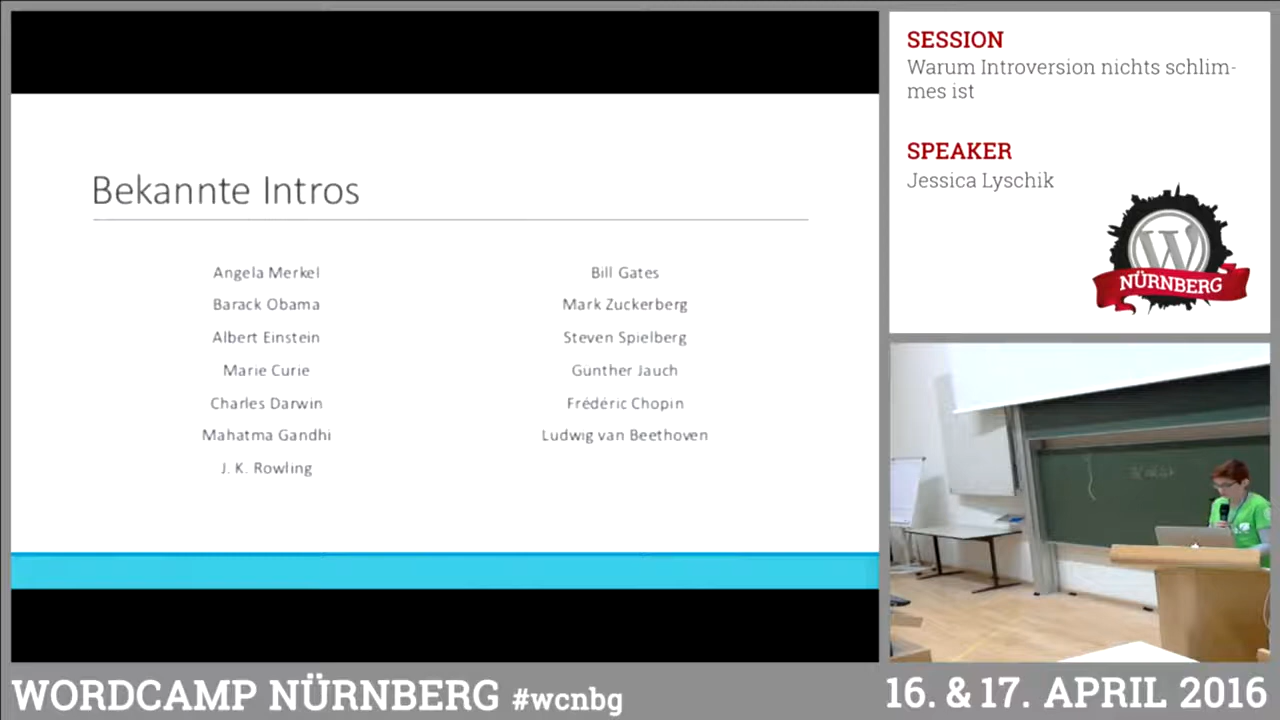 Bekannte Intros
Angela Merkel
Barack Obama
Albert Einstein
Marie Curie
Charles Darwin
Mahatma Gandhi
J. K. Rowling
Bill Gates
Mark Zuckerberg
Steven Spielberg
Gunther Jauch
Frédéric Chopin
Ludwig van Beethoven
SESSION
Warum Introversion nichts schlim-
mes ist
SPEAKER
Jessica Lyschik
NÜRNBERG
WORDCAMP NÜRNBERG #wcnbg
16. & 17. APRIL 2016